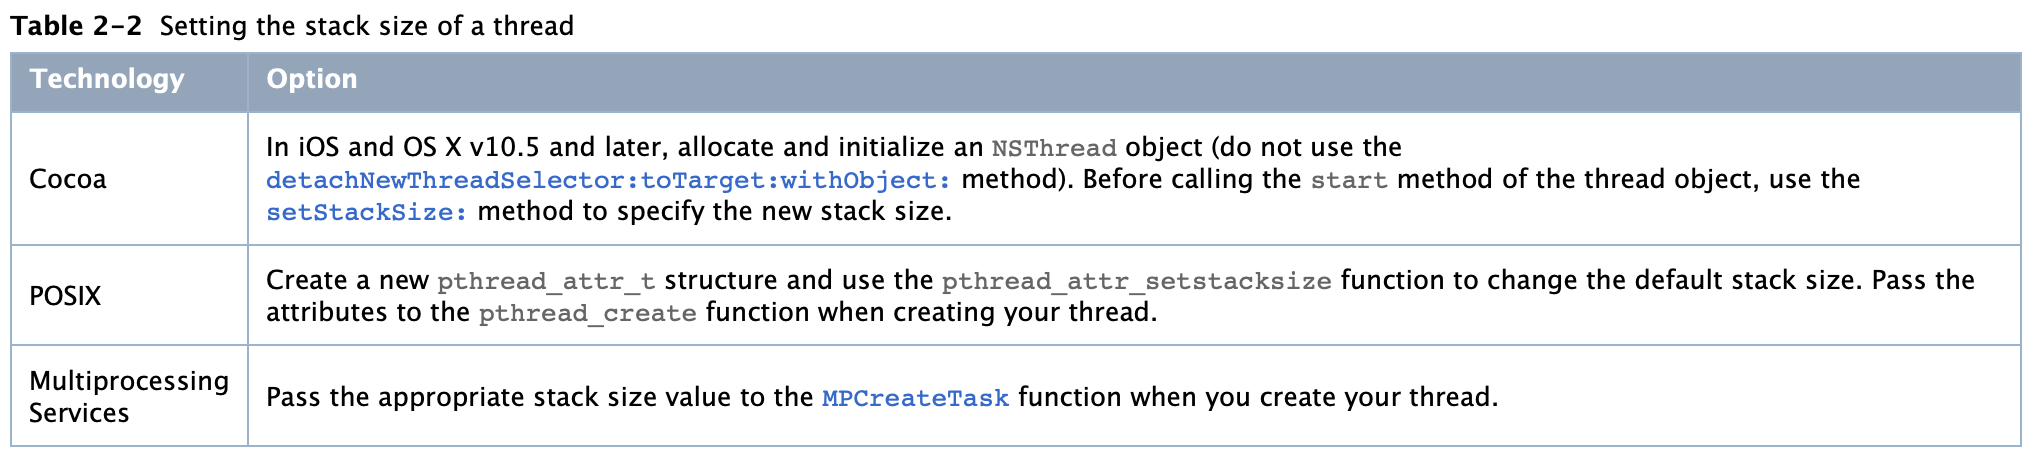 Table 2-2 Setting the stack size of a thread
Technology
Option
Cocoa
In iOS and OS X v10.5 and later, allocate and initialize an NSThread object (do not use the
detachNewThreadSelector:toTarget:withObject: method). Before calling the start method of the thread object, use the
setStackSize: method to specify the new stack size.
POSIX
Create a new pthread_attr_t structure and use the pthread_attr_setstacksize function to change the default stack size. Pass the
attributes to the pthread_create function when creating your thread.
Multiprocessing
Services
Pass the appropriate stack size value to the MPCreateTask function when you create your thread.